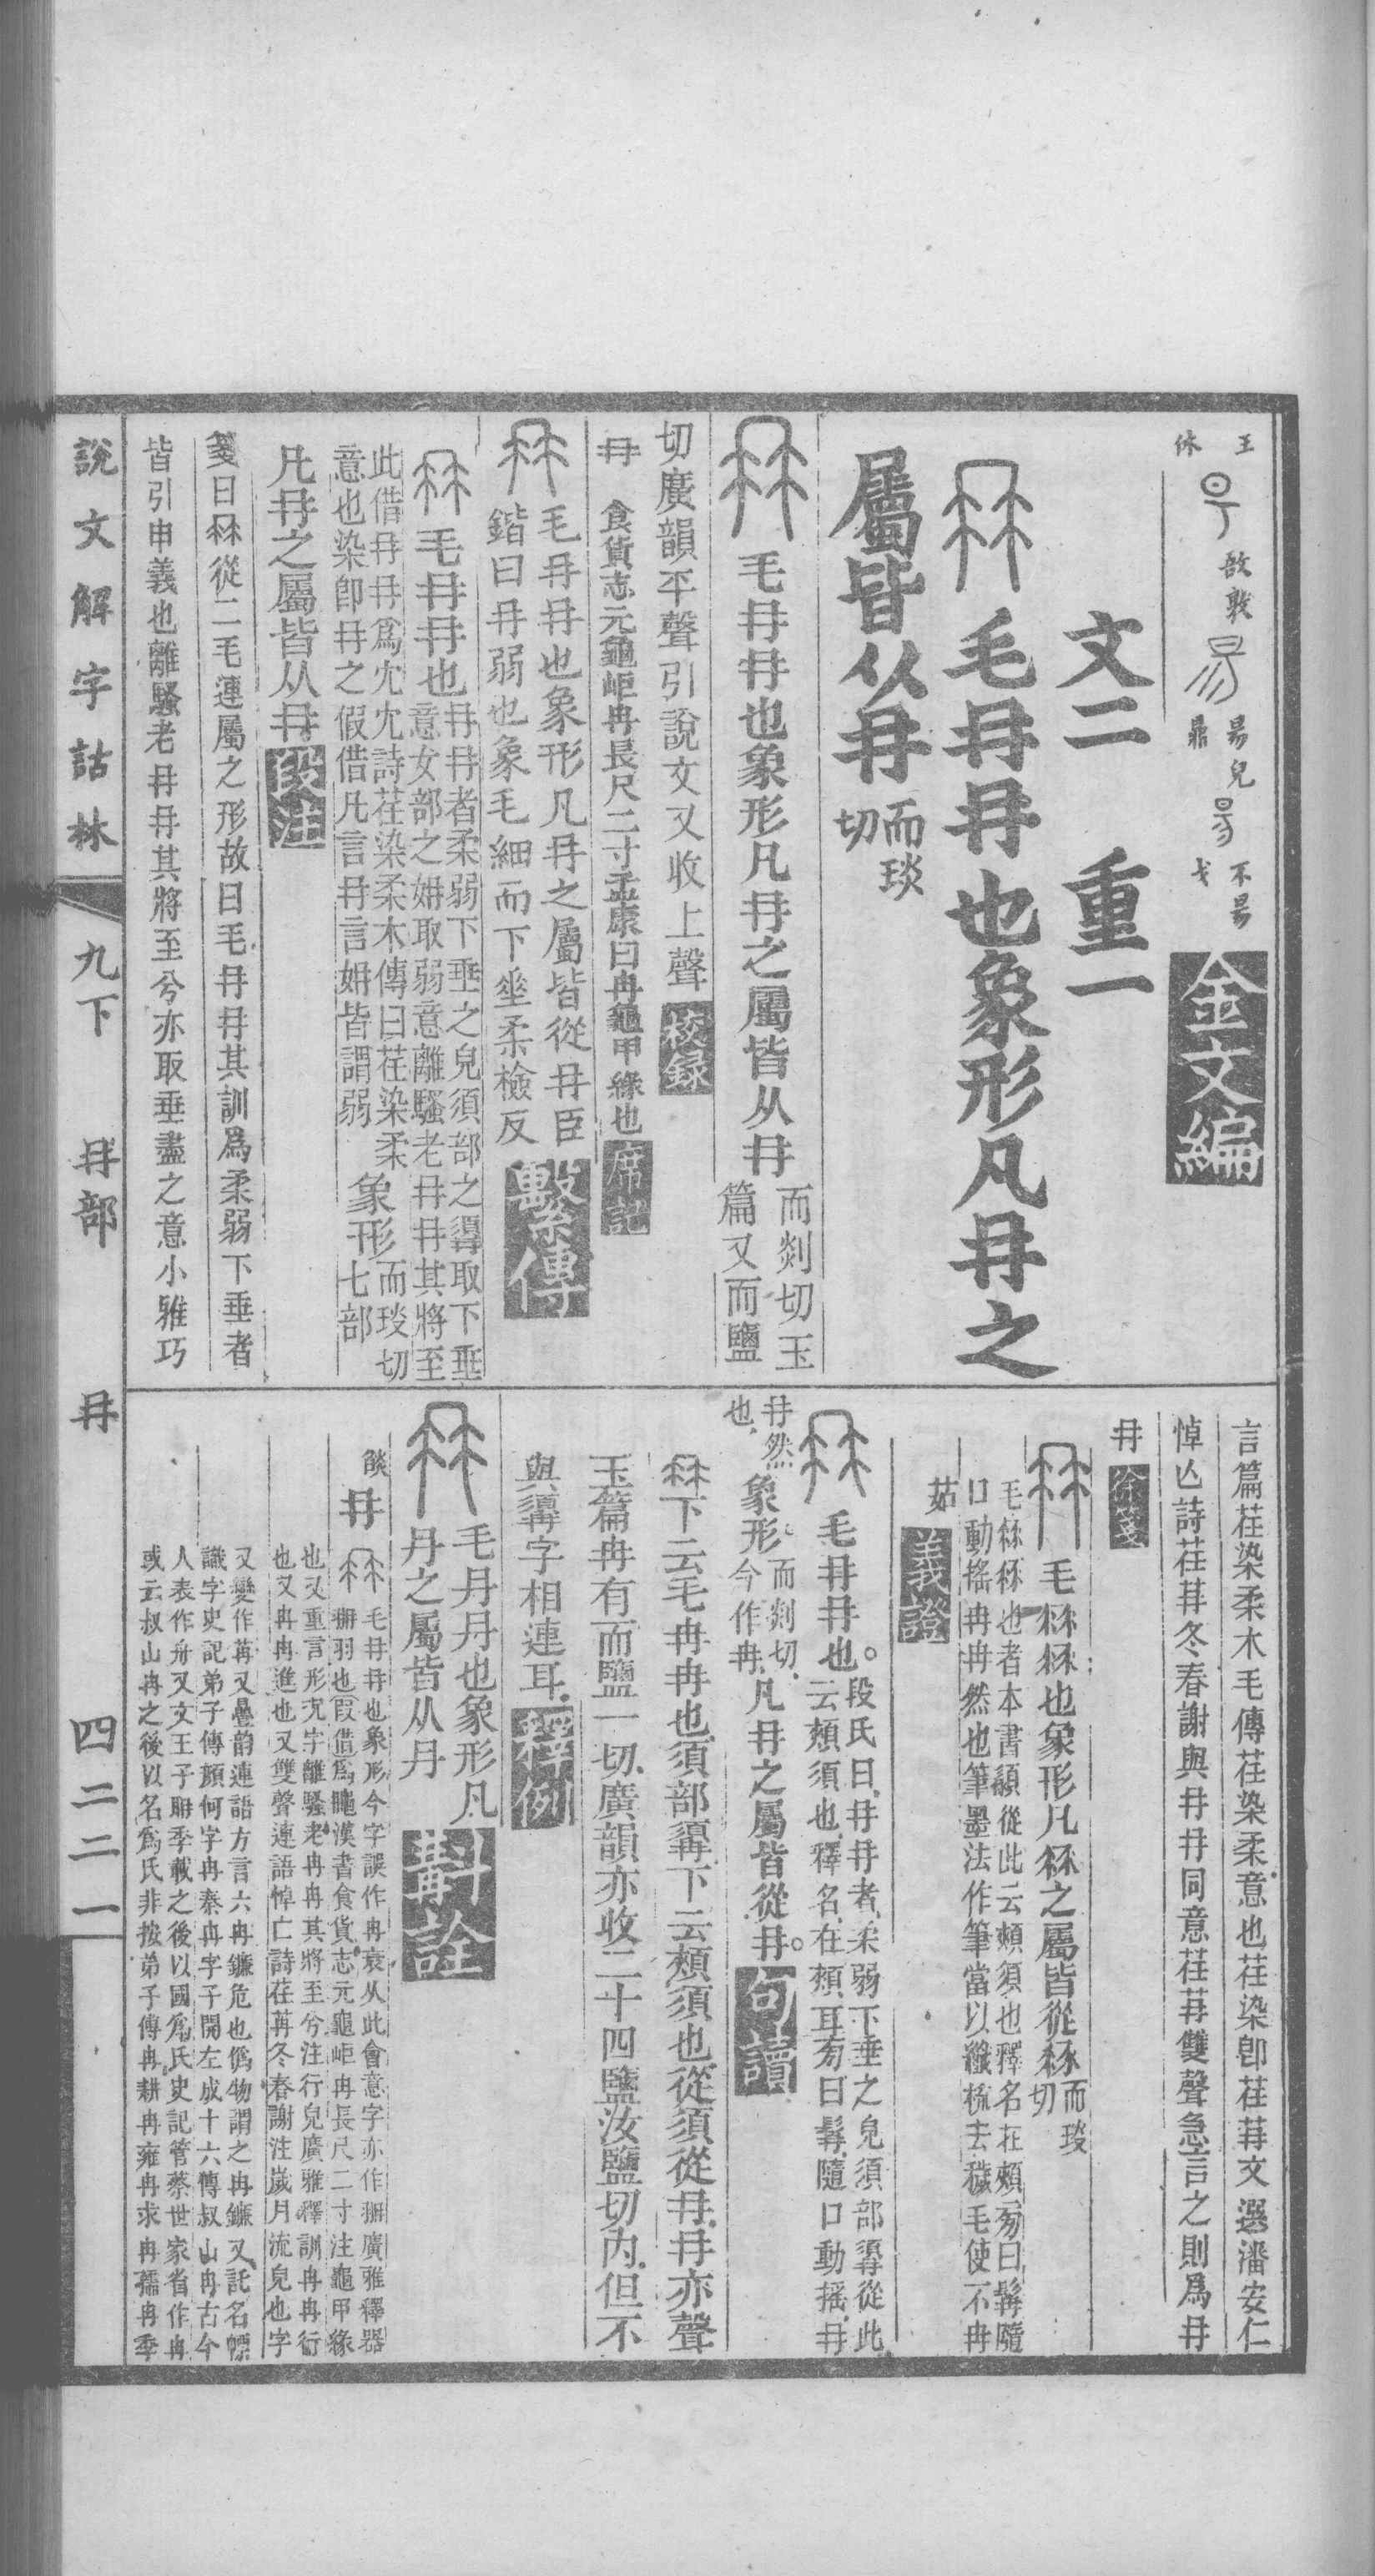 王休
敔𣪘
易兒鼎
不昜戈
金文編
文二　重一
毛冄冄也象形凡冄之
屬皆从冄而琰切
毛冄冄也象形凡冄之屬皆从冄而剡切玉篇又而鹽
切廣韻平聲引說文又收上聲校錄
冄　食貨志元龜岠冉長尺二寸孟康曰冉龜甲緣也席記
毛冄冄也象形凡冄之屬皆從冄臣
鍇曰冄弱也象毛細而下垂柔檢反繫傳
毛冄冄也冄冄者柔弱下垂之皃須部之𩑺取下垂
意女部之姌取弱意離騷老冄冄其將至
此借冄冄爲冘冘詩荏染柔木傳曰荏染柔
意也染卽冄之假借凡言冄言姌皆謂弱
象形而琰切七部
凡冄之屬皆从冄段注
箋曰冄從二毛連屬之形故曰毛冄冄其訓爲柔弱下垂者
皆引申義也離騷老冄冄其將至兮亦取垂盡之意小雅巧
言篇荏染柔木毛傳荏染柔意也荏染卽荏苒文選潘安仁
悼亾詩荏苒冬春謝與冄冄同意荏苒雙聲急言之則爲冄
冄徐箋
毛冄冄也象形凡冄之屬皆從冄而琰切
毛冄冄也者本書𩑺從此云頰須也釋名在頰㫄曰髥隨
口動搖冉冉然也筆墨法作筆當以鐵梳去穢毛使不冉
茹義證
毛冄冄也。段氏曰冄冄者柔弱下垂之皃須部𩑺從此
云頰須也釋名在頰耳㫄曰髥隨口動搖冄
冄然也象形。而剡切今作冉凡冄之屬皆從冄。句讀
下云毛冉冉也須部𩑺下云頰須也從須從冄冄亦聲
玉篇冉有而鹽一切廣韻亦收二十四鹽汝鹽切內但不
與𩑺字相連耳釋例
毛冄冄也象形凡
冄之屬皆从冄斠詮
餤冄
毛冄冄也象形今字誤作冉衰从此會意字亦作𦐇廣雅釋器
𦐇羽也叚借爲𪚮漢書食貨志元龜岠冉長尺二寸注龜甲緣
也又重言形況字離騷老冉冉其將至兮注行皃廣雅釋訓冉冉行
也又冉冉進也又雙聲連語悼亡詩荏苒冬春謝注歲月流皃也字
又變作苒又疊韵連語方言六冉鎌危也僞物謂之冉鎌又託名幖
識字史記弟子傳顏何字冉秦冉字子開左成十六傳叔山冉古今
人表作舟又文王子耼季載之後以國爲氏史記管蔡世家省作冉
或云叔山冉之後以名爲氏非按弟子傳冉耕冉雍冉求冉孺冉季
說文解字詁林
九下　冄部　冄　四二二一